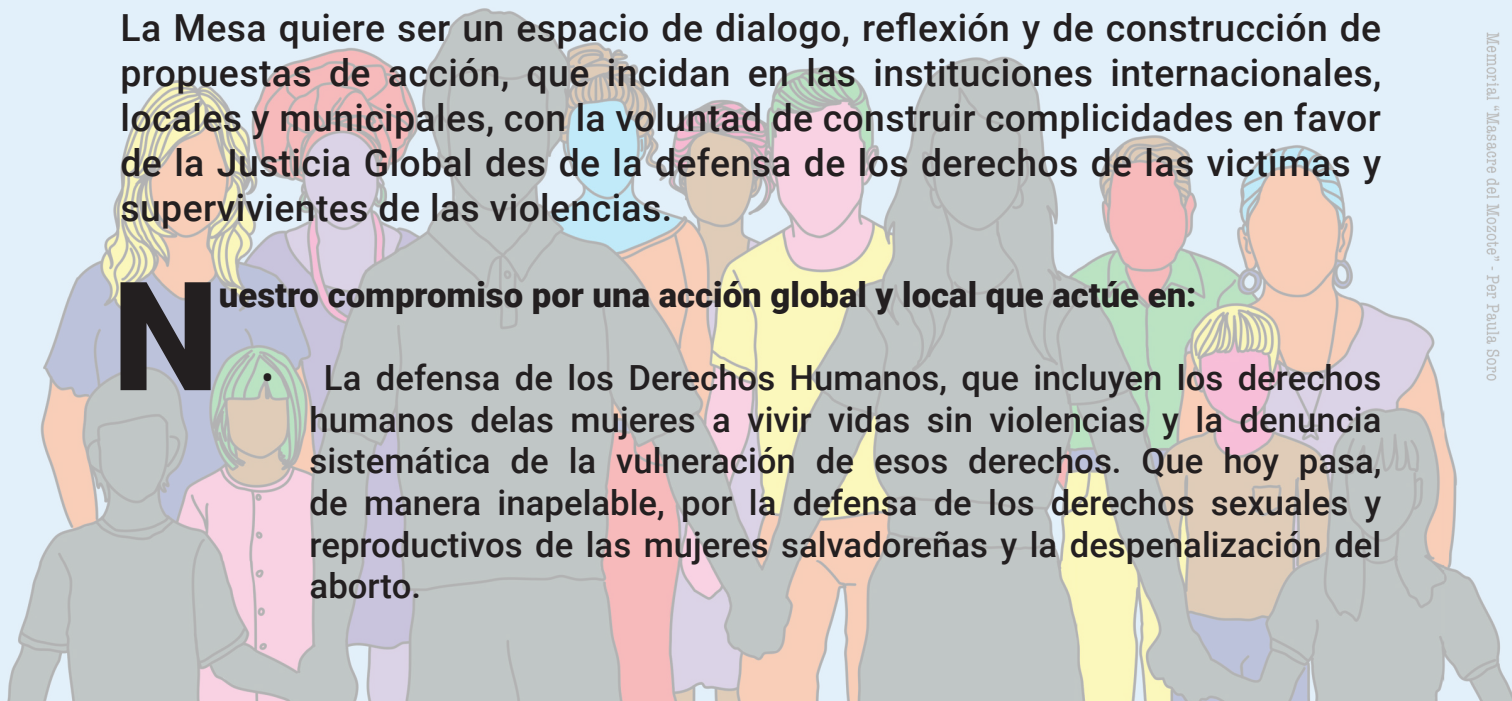 La Mesa quiere ser un espacio de dialogo, reflexión y de construcción de
propuestas de acción, que incidan en las instituciones internacionales,
locales y municipales, con la voluntad de construir complicidades en favor
de la Justicia Global des de la defensa de los derechos de las victimas y
supervivientes de las violencias.
Nuestro compromiso por una acción global y local que actúe en:
• La defensa de los Derechos Humanos, que incluyen los derechos
humanos delas mujeres a vivir vidas sin violencias y la denuncia
sistemática de la vulneración de esos derechos. Que hoy pasa,
de manera inapelable, por la defensa de los derechos sexuales y
reproductivos de las mujeres salvadoreñas y la despenalización del
aborto.
Memorial "Masacre del Mozote" - Per Paula Soro